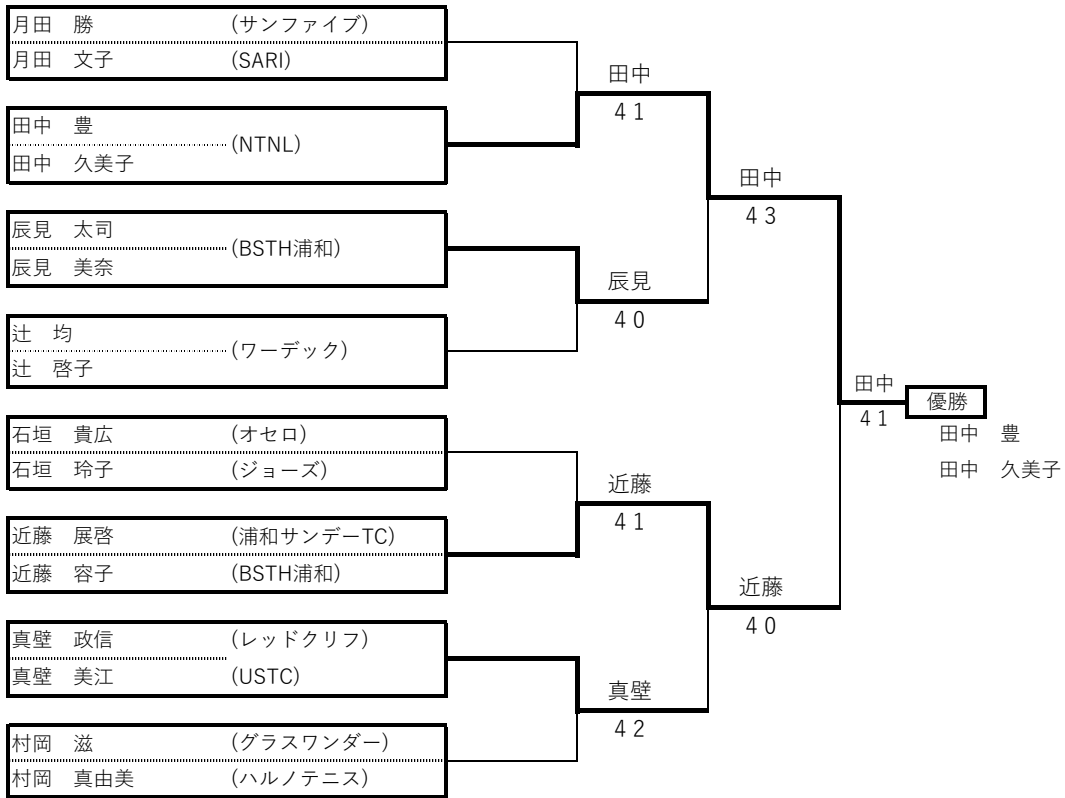 月田　勝　(サンファイブ)
月田　文子　(SARI)
田中　豊
(NTNL)
田中　久美子
辰見　太司
(BSTH浦和)
辰見　美奈
辻　均
(ワーデック)
辻　啓子
石垣　貴広　(オセロ)
石垣　玲子　(ジョーズ)
近藤　展啓　(浦和サンデーTC)
近藤　容子　(BSTH浦和)
真壁　政信　(レッドクリフ)
真壁　美江　(USTC)
村岡　滋　(グラスワンダー)
村岡　真由美　(ハルノテニス)
田中
4 1
辰見
4 0
近藤
4 1
真壁
4 2
田中
4 3
近藤
4 0
田中
4 1
優勝
田中　豊
田中　久美子